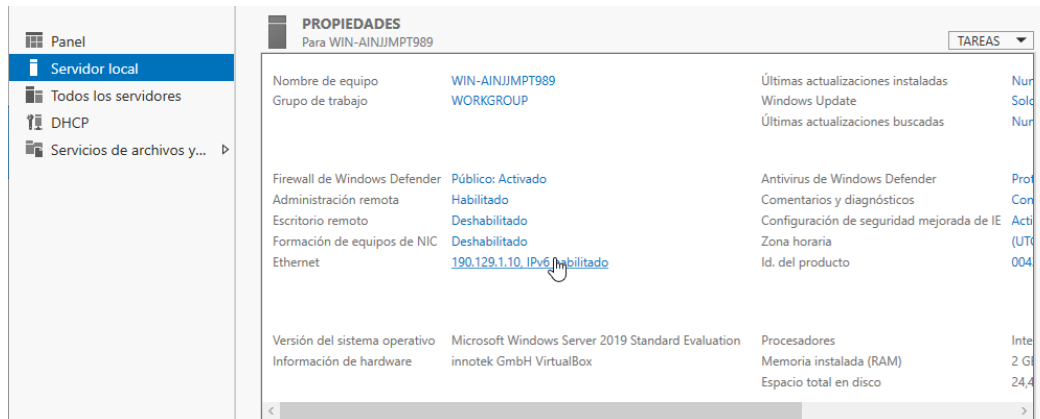 PROPIEDADES
Para WIN-AINJJMPT989
TAREAS
Panel
Servidor local
Todos los servidores
DHCP
Servicios de archivos y...
Nombre de equipo WIN-AINJJMPT989
Grupo de trabajo WORKGROUP
Últimas actualizaciones instaladas
Windows Update
Últimas actualizaciones buscadas
Firewall de Windows Defender Público: Activado
Administración remota Habilitado
Escritorio remoto Deshabilitado
Formación de equipos de NIC Deshabilitado
Ethernet 190.129.1.10, IPv6 habilitado
Antivirus de Windows Defender
Comentarios y diagnósticos
Configuración de seguridad mejorada de IE
Zona horaria
Id. del producto
Versión del sistema operativo Microsoft Windows Server 2019 Standard Evaluation
Información de hardware innotek GmbH VirtualBox
Procesadores
Memoria instalada (RAM)
Espacio total en disco